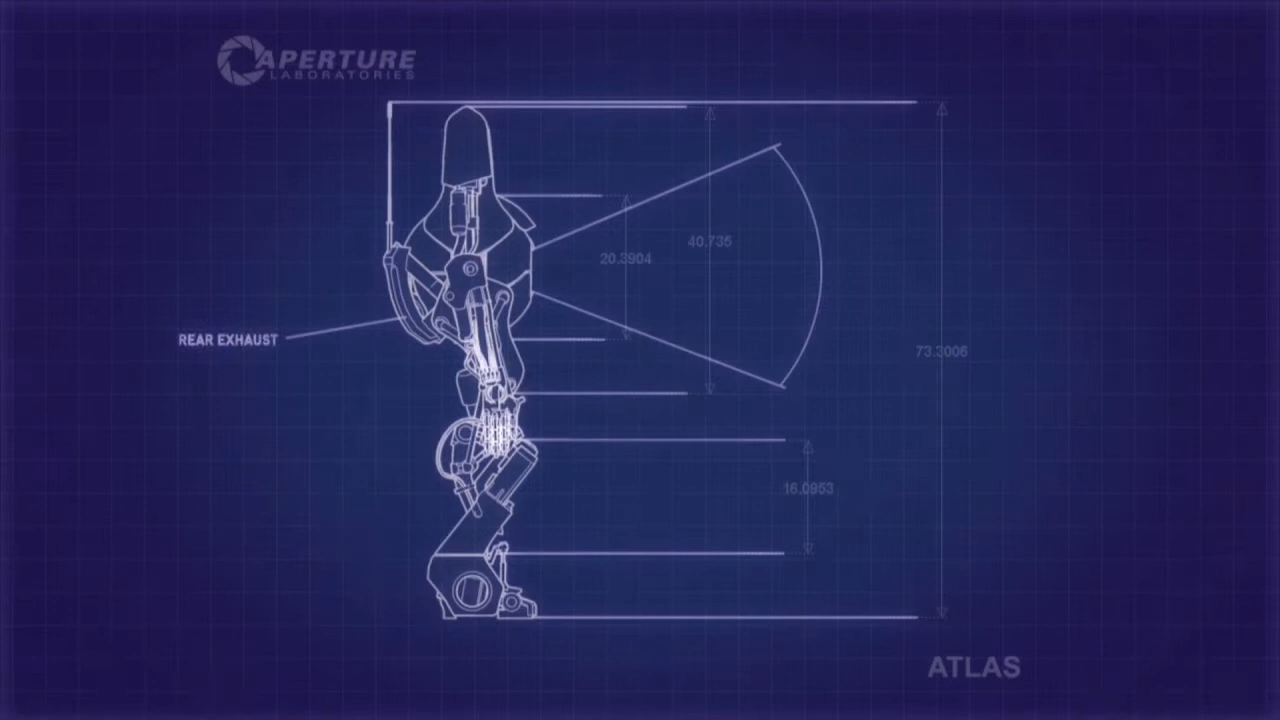 APERTURE
LABORATORIES
40.735
20.3904
REAR EXHAUST
73.3006
16.0953
ATLAS